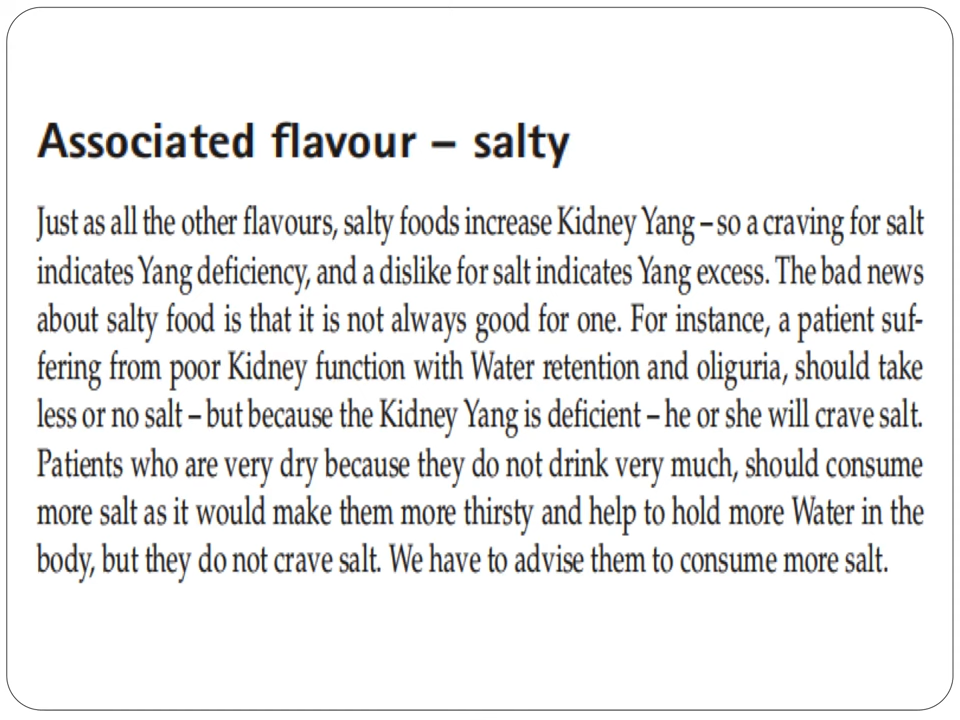 Associated flavour – salty
Just as all the other flavours, salty foods increase Kidney Yang – so a craving for salt
indicates Yang deficiency, and a dislike for salt indicates Yang excess. The bad news
about salty food is that it is not always good for one. For instance, a patient suf-
fering from poor Kidney function with Water retention and oliguria, should take
less or no salt – but because the Kidney Yang is deficient – he or she will crave salt.
Patients who are very dry because they do not drink very much, should consume
more salt as it would make them more thirsty and help to hold more Water in the
body, but they do not crave salt. We have to advise them to consume more salt.